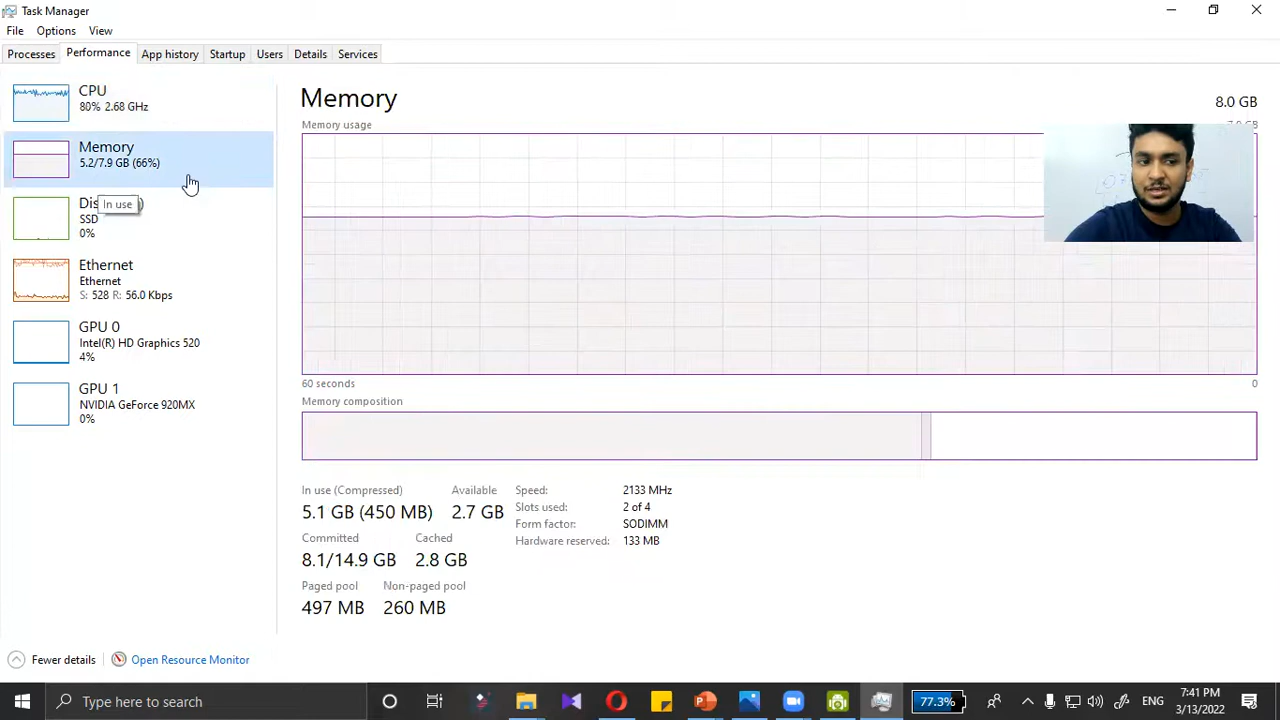 Task Manager
File Options View
Processes Performance App history Startup Users Details Services
CPU
80% 2.68 GHz
Memory
5.2/7.9 GB (66%)
In use
SSD
0%
Ethernet
Ethernet
S: 528 R: 56.0 Kbps
GPU 0
Intel(R) HD Graphics 520
4%
GPU 1
NVIDIA GeForce 920MX
0%
Memory
8.0 GB
Memory usage
60 seconds
0
Memory composition
In use (Compressed)
5.1 GB (450 MB)
Available
2.7 GB
Committed
8.1/14.9 GB
Cached
2.8 GB
Paged pool
497 MB
Non-paged pool
260 MB
Speed: 2133 MHz
Slots used: 2 of 4
Form factor: SODIMM
Hardware reserved: 133 MB
Fewer details
Open Resource Monitor
Type here to search
77.3%
ENG
7:41 PM
3/13/2022